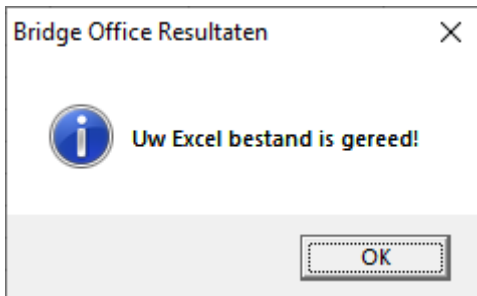 Bridge Office Resultaten
Uw Excel bestand is gereed!
OK